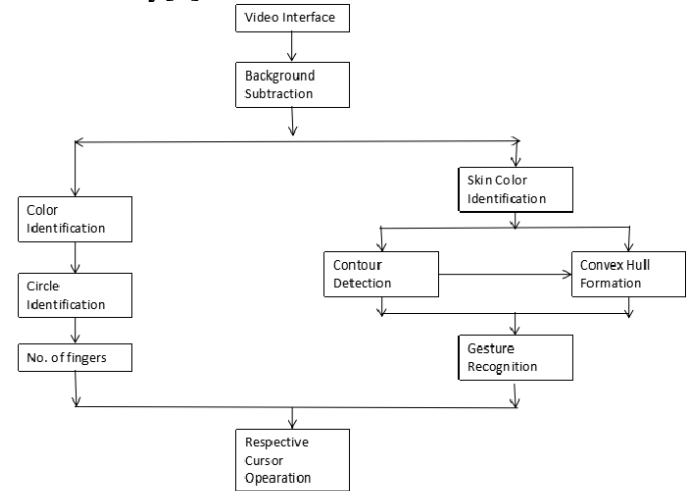 Video Interface
Background
Subtraction
Skin Color
Identification
Color
Identification
Contour
Detection
Convex Hull
Formation
Circle
Identification
No. of fingers
Gesture
Recognition
Respective
Cursor
Opearation